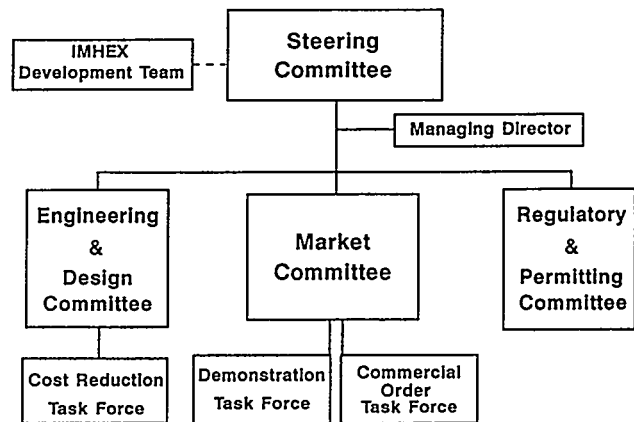 IMHEX
Development Team
Steering
Committee
Managing Director
Engineering
&
Design
Committee
Market
Committee
Regulatory
&
Permitting
Committee
Cost Reduction
Task Force
Demonstration
Task Force
Commercial
Order
Task Force